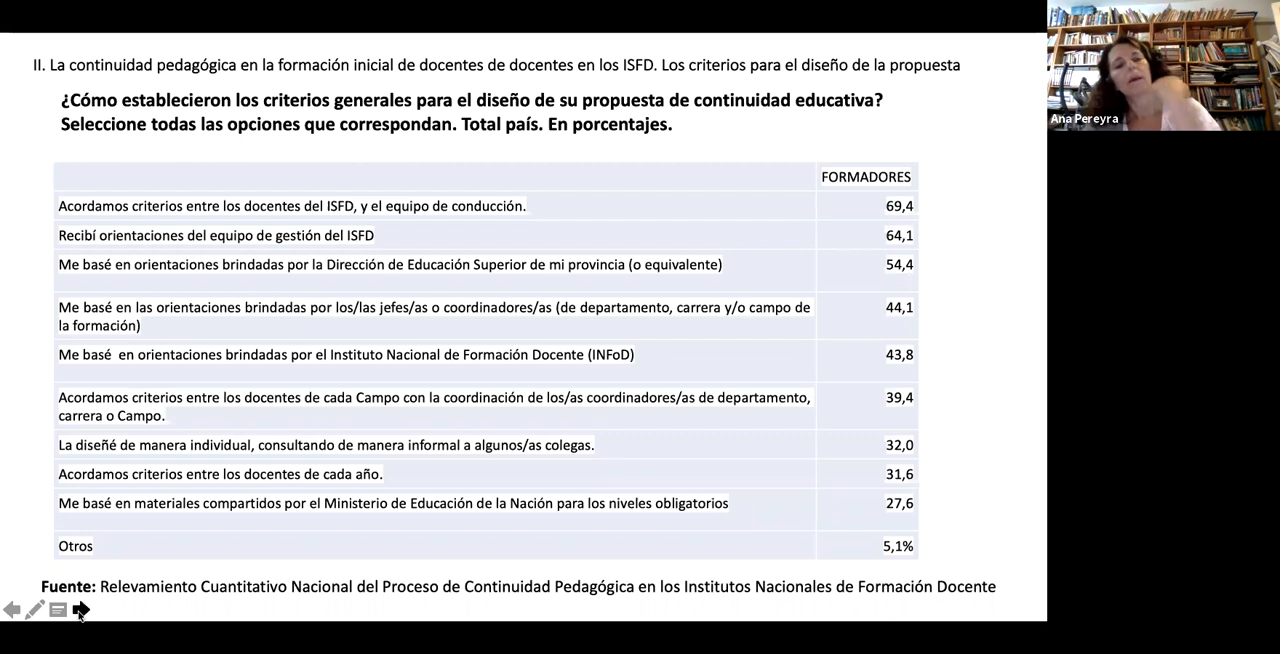 II. La continuidad pedagógica en la formación inicial de docentes de docentes en los ISFD. Los criterios para el diseño de la propuesta
¿Cómo establecieron los criterios generales para el diseño de su propuesta de continuidad educativa?
Seleccione todas las opciones que correspondan. Total país. En porcentajes.
Ana Pereyra
FORMADORES
Acordamos criterios entre los docentes del ISFD, y el equipo de conducción. 69,4
Recibí orientaciones del equipo de gestión del ISFD 64,1
Me basé en orientaciones brindadas por la Dirección de Educación Superior de mi provincia (o equivalente) 54,4
Me basé en las orientaciones brindadas por los/las jefes/as o coordinadores/as (de departamento, carrera y/o campo de 44,1
la formación)
Me basé  en orientaciones brindadas por el Instituto Nacional de Formación Docente (INFoD) 43,8
Acordamos criterios entre los docentes de cada Campo con la coordinación de los/as coordinadores/as de departamento, 39,4
carrera o Campo.
La diseñé de manera individual, consultando de manera informal a algunos/as colegas. 32,0
Acordamos criterios entre los docentes de cada año. 31,6
Me basé en materiales compartidos por el Ministerio de Educación de la Nación para los niveles obligatorios 27,6
Otros 5,1%
Fuente: Relevamiento Cuantitativo Nacional del Proceso de Continuidad Pedagógica en los Institutos Nacionales de Formación Docente